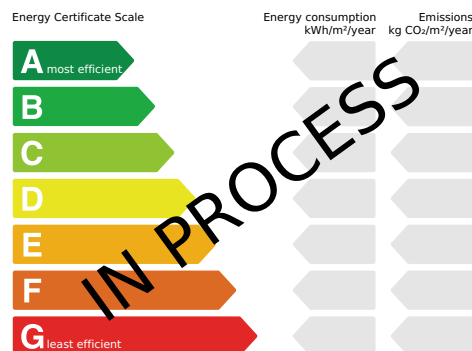 Energy Certificate Scale
Energy consumption
kWh/m²/year
Emissions
kg CO₂/m²/year
A most efficient
B
C
D
E
F
G least efficient
IN PROCESS